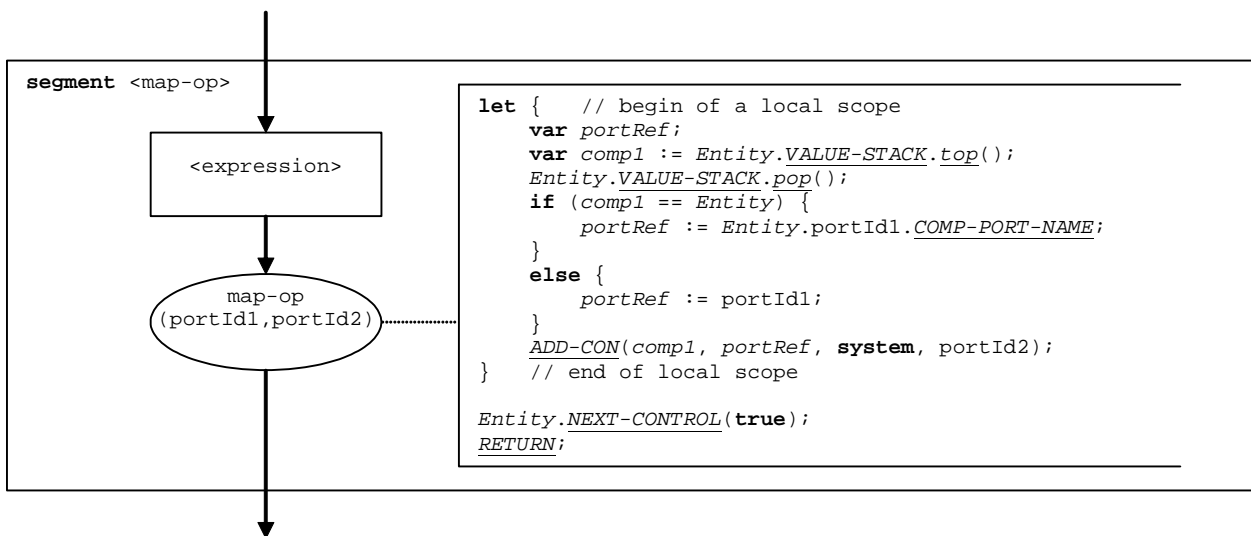 segment <map-op>
<expression>
map-op
(portId1,portId2)
let {   // begin of a local scope
    var portRef;
    var comp1 := Entity.VALUE-STACK.top();
    Entity.VALUE-STACK.pop();
    if (comp1 == Entity) {
        portRef := Entity.portId1.COMP-PORT-NAME;
    }
    else {
        portRef := portId1;
    }
    ADD-CON(comp1, portRef, system, portId2);
}   // end of local scope
Entity.NEXT-CONTROL(true);
RETURN;